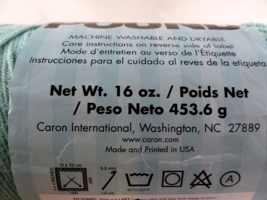 POUND
MACHINE WASHABLE AND DRYABLE
Care instructions on reverse side of label
Mode d'entretien au verso de l'Étiquette
Instrucciones para el cuidado al reves de la etiqueta
Net Wt. 16 oz. / Poids Net
/ Peso Neto 453.6 g
Caron International, Washington, NC 27889
www.caron.com
Made and Printed in USA
A